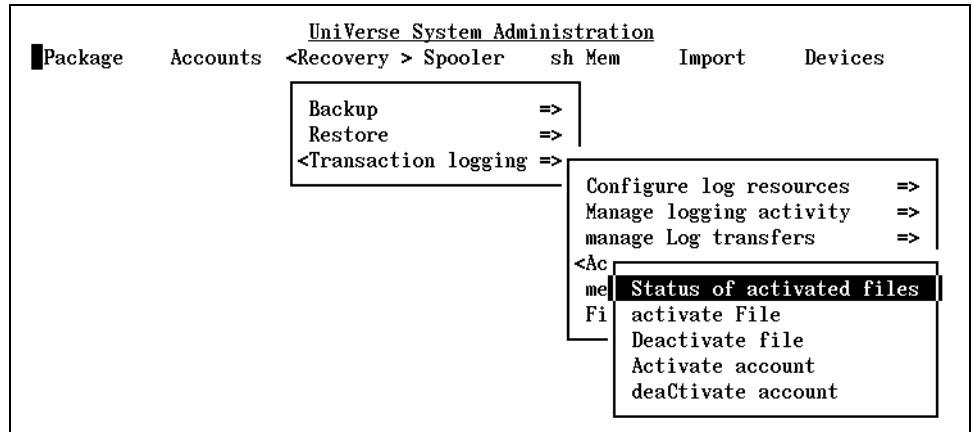 UniVerse System Administration
Package Accounts <Recovery > Spooler sh Mem Import Devices
Backup =>
Restore =>
<Transaction logging =>
Configure log resources =>
Manage logging activity =>
manage Log transfers =>
<Ac
me
Status of activated files
Fi
activate File
Deactivate file
Activate account
deaCtivate account